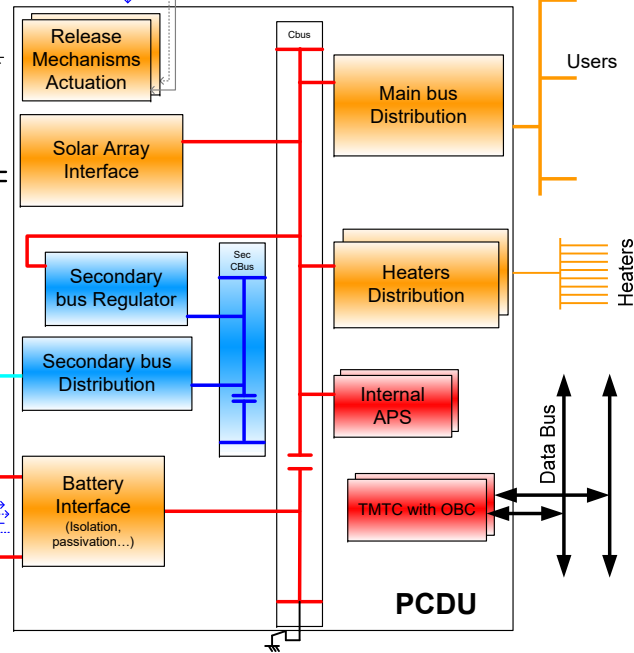 Cbus
Release
Mechanisms
Actuation
Main bus
Distribution
Users
Solar Array
Interface
Sec
CBus
Secondary
bus Regulator
Heaters
Distribution
Heaters
Secondary bus
Distribution
Internal
APS
Data Bus
Battery
Interface
(Isolation,
passivation…)
TMTC with OBC
PCDU